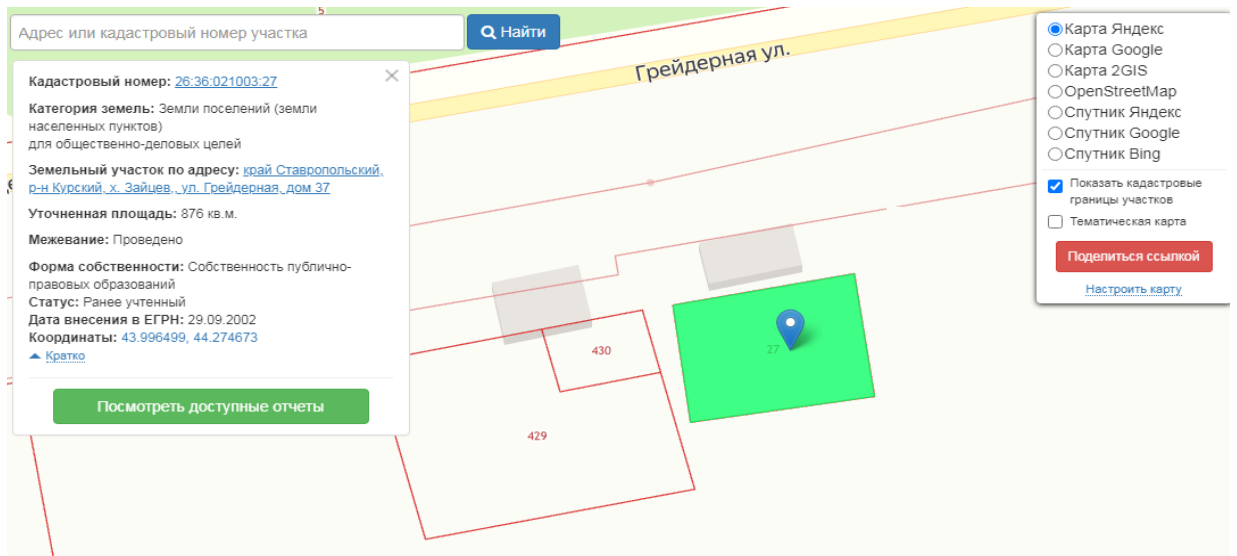 5
Адрес или кадастровый номер участка
Найти
Кадастровый номер: 26:36:021003:27
Категория земель: Земли поселений (земли
населенных пунктов)
для общественно-деловых целей
Земельный участок по адресу: край Ставропольский,
р-н Курский, х. Зайцев,, ул. Грейдерная, дом 37
Уточненная площадь: 876 кв.м.
Межевание: Проведено
Форма собственности: Собственность публично-
правовых образований
Статус: Ранее учтенный
Дата внесения в ЕГРН: 29.09.2002
Координаты: 43.996499, 44.274673
Кратко
Посмотреть доступные отчеты
Грейдерная ул.
430
27
429
Карта Яндекс
Карта Google
Карта 2GIS
OpenStreetMap
Спутник Яндекс
Спутник Google
Спутник Bing
Показать кадастровые
границы участков
Тематическая карта
Поделиться ссылкой
Настроить карту